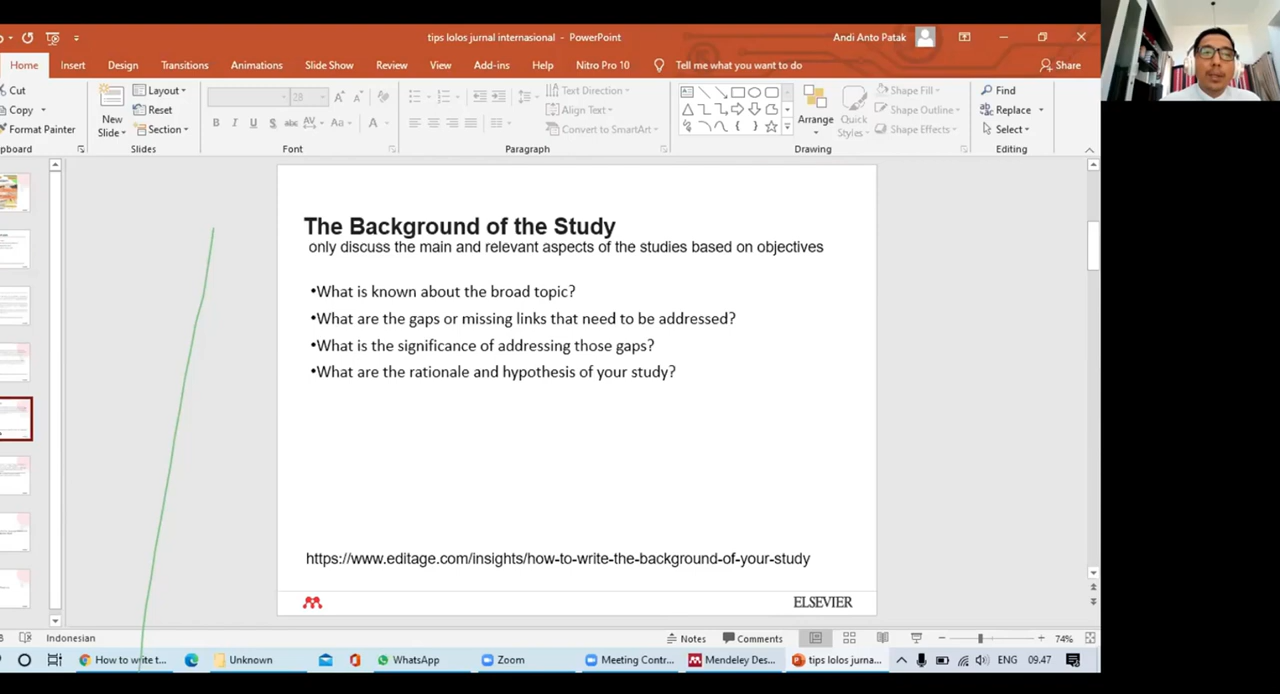 tips lolos jurnal internasional - PowerPoint
Andi Anto Patak
Home Insert Design Transitions Animations Slide Show Review View Add-ins Help Nitro Pro 10 Tell me what you want to do Share
Cut
Copy
Format Painter
New
Slide
Layout
Reset
Section
Slides
28
B I U S abc AV Aa A
Font
Text Direction
Align Text
Convert to SmartArt
Paragraph
Arrange
Quick
Styles
Shape Fill
Shape Outline
Shape Effects
Drawing
Find
Replace
Select
Editing
The Background of the Study
only discuss the main and relevant aspects of the studies based on objectives
•What is known about the broad topic?
•What are the gaps or missing links that need to be addressed?
•What is the significance of addressing those gaps?
•What are the rationale and hypothesis of your study?
https://www.editage.com/insights/how-to-write-the-background-of-your-study
ELSEVIER
Indonesian
Notes Comments 74%
How to write t... Unknown WhatsApp Zoom Meeting Contr... Mendeley Des... tips lolos jurna... ENG 09.47